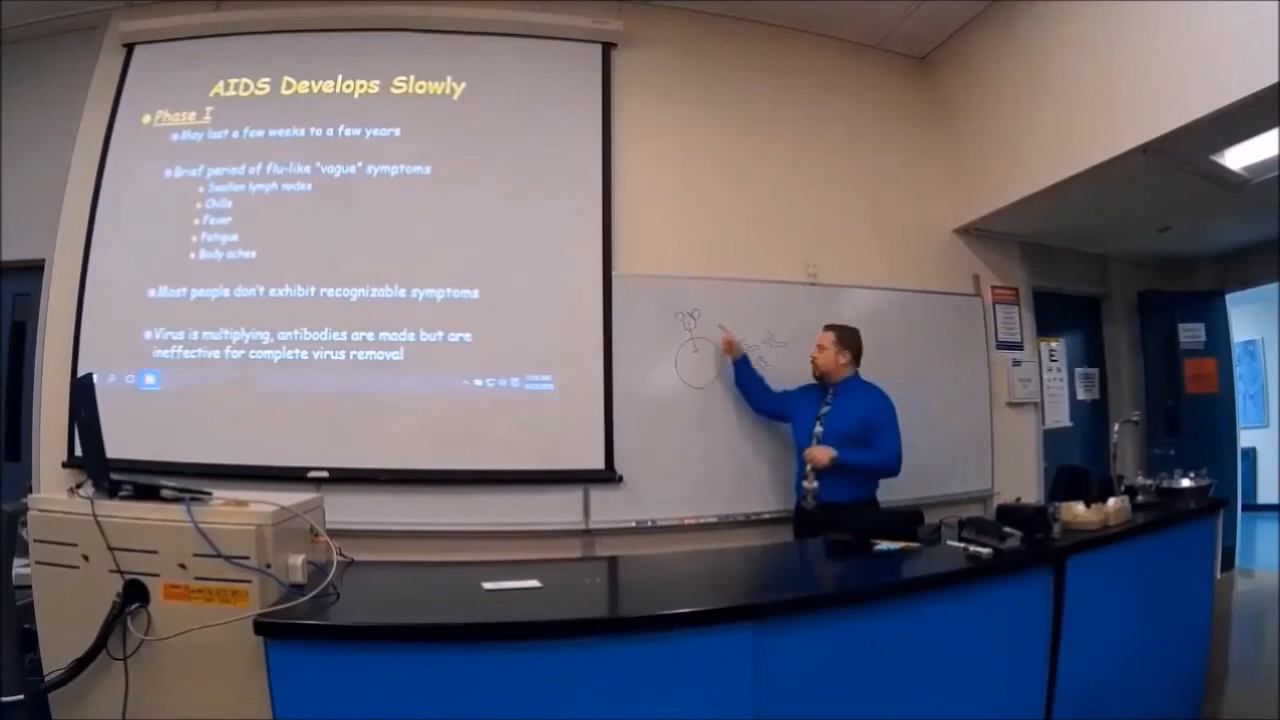 AIDS Develops Slowly
Phase I
May last a few weeks to a few years
Brief period of flu-like "vague" symptoms
Swollen lymph nodes
Chills
Fever
Fatigue
Body aches
Most people don't exhibit recognizable symptoms
Virus is multiplying, antibodies are made but are
ineffective for complete virus removal
E